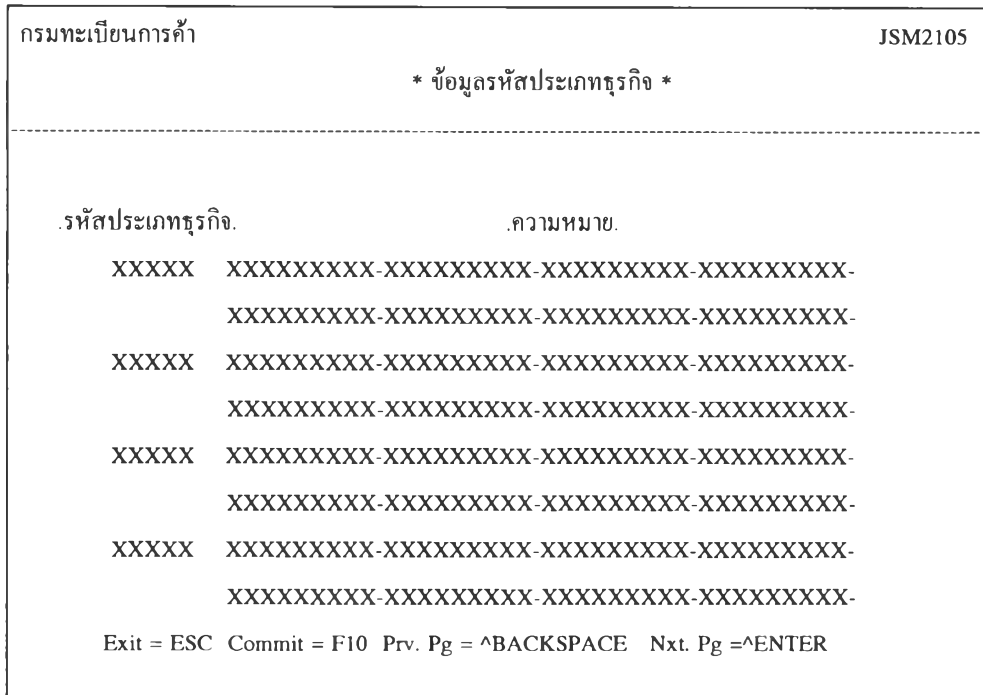 กรมทะเบียนการค้า JSM2105
* ข้อมูลรหัสประเภทธุรกิจ *
.รหัสประเภทธุรกิจ. .ความหมาย.
XXXXX XXXXXXXXX-XXXXXXXXX-XXXXXXXXX-XXXXXXXXX-
XXXXXXXXX-XXXXXXXXX-XXXXXXXXX-XXXXXXXXX-
XXXXX XXXXXXXXX-XXXXXXXXX-XXXXXXXXX-XXXXXXXXX-
XXXXXXXXX-XXXXXXXXX-XXXXXXXXX-XXXXXXXXX-
XXXXX XXXXXXXXX-XXXXXXXXX-XXXXXXXXX-XXXXXXXXX-
XXXXXXXXX-XXXXXXXXX-XXXXXXXXX-XXXXXXXXX-
XXXXX XXXXXXXXX-XXXXXXXXX-XXXXXXXXX-XXXXXXXXX-
XXXXXXXXX-XXXXXXXXX-XXXXXXXXX-XXXXXXXXX-
Exit = ESC Commit = F10 Prv. Pg = ^BACKSPACE Nxt. Pg =^ENTER